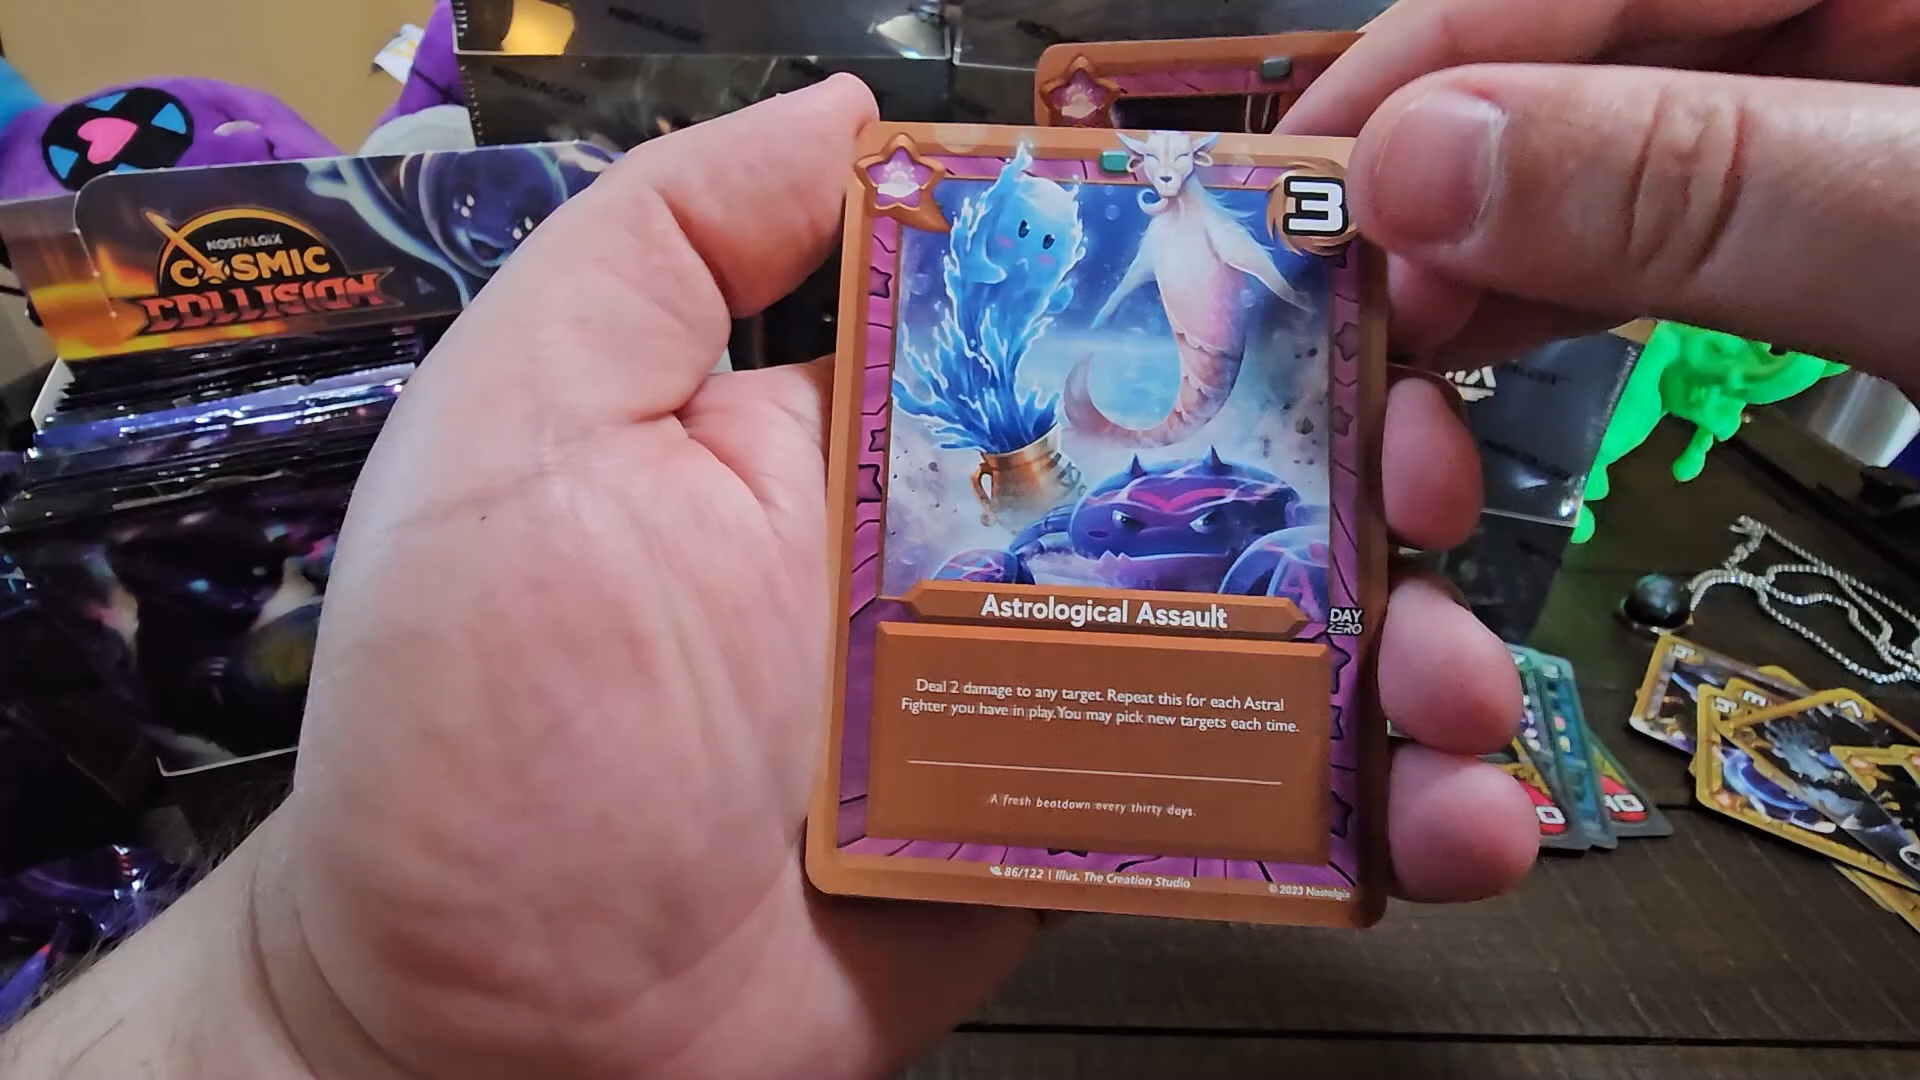 NOSTALGIX
COSMIC
COLLISION
3
Astrological Assault
DAY
ZERO
Deal 2 damage to any target. Repeat this for each Astral
Fighter you have in play. You may pick new targets each time.
A fresh beatdown every thirty days.
86/122 | Illus. The Creation Studio
© 2023 Nostalgix
10